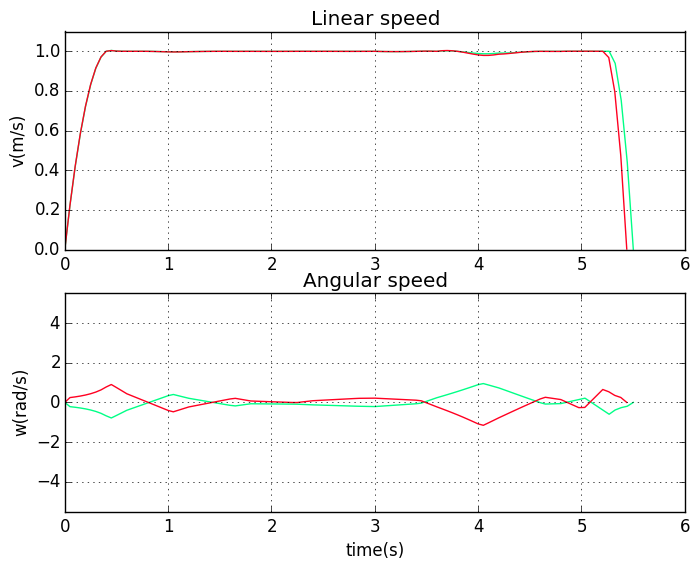 Linear speed
1.0
0.8
0.6
0.4
0.2
0.0
v(m/s)
0 1 2 3 4 5 6
Angular speed
4
2
0
−2
−4
w(rad/s)
0 1 2 3 4 5 6
time(s)